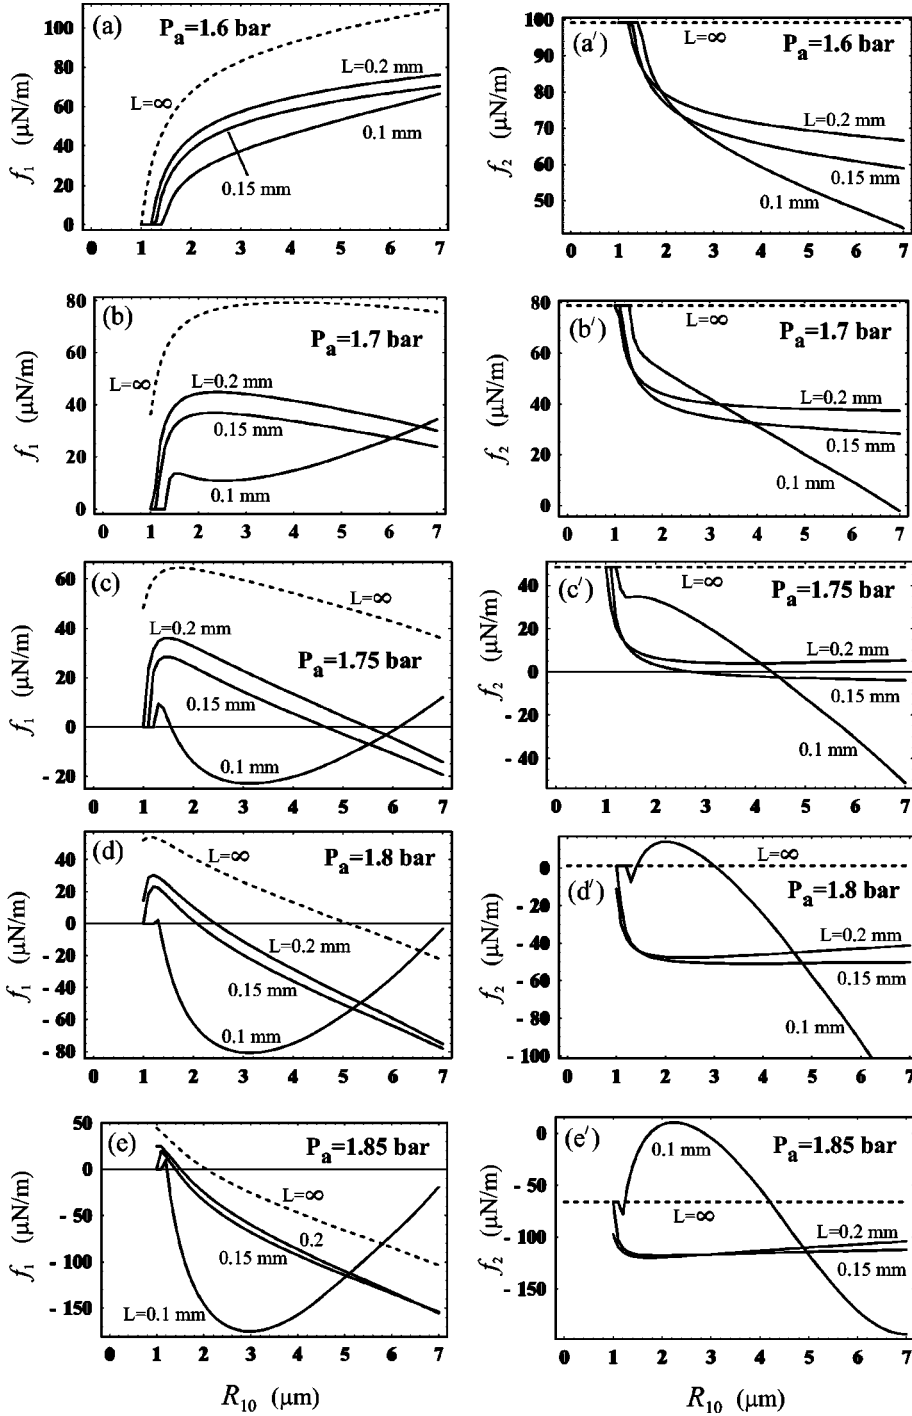 (a) P_a=1.6 bar
L=∞
L=0.2 mm
0.15 mm
0.1 mm
f_1 (μN/m)
100
80
60
40
20
0
0 1 2 3 4 5 6 7
(a′) P_a=1.6 bar
L=∞
L=0.2 mm
0.15 mm
0.1 mm
f_2 (μN/m)
100
90
80
70
60
50
0 1 2 3 4 5 6 7
(b) P_a=1.7 bar
L=∞
L=0.2 mm
0.15 mm
0.1 mm
f_1 (μN/m)
80
60
40
20
0
0 1 2 3 4 5 6 7
(b′) P_a=1.7 bar
L=∞
L=0.2 mm
0.15 mm
0.1 mm
f_2 (μN/m)
80
60
40
20
0
0 1 2 3 4 5 6 7
(c) P_a=1.75 bar
L=∞
L=0.2 mm
0.15 mm
0.1 mm
f_1 (μN/m)
60
40
20
0
- 20
0 1 2 3 4 5 6 7
(c′) P_a=1.75 bar
L=∞
L=0.2 mm
0.15 mm
0.1 mm
f_2 (μN/m)
40
20
0
- 20
- 40
0 1 2 3 4 5 6 7
(d) P_a=1.8 bar
L=∞
L=0.2 mm
0.15 mm
0.1 mm
f_1 (μN/m)
40
20
0
- 20
- 40
- 60
- 80
0 1 2 3 4 5 6 7
(d′) P_a=1.8 bar
L=∞
L=0.2 mm
0.15 mm
0.1 mm
f_2 (μN/m)
0
- 20
- 40
- 60
- 80
- 100
0 1 2 3 4 5 6 7
(e) P_a=1.85 bar
L=∞
0.2
0.15 mm
L=0.1 mm
f_1 (μN/m)
50
0
- 50
- 100
- 150
0 1 2 3 4 5 6 7
R_10 (μm)
(e′) P_a=1.85 bar
0.1 mm
L=∞
L=0.2 mm
0.15 mm
f_2 (μN/m)
0
- 50
- 100
- 150
0 1 2 3 4 5 6 7
R_10 (μm)